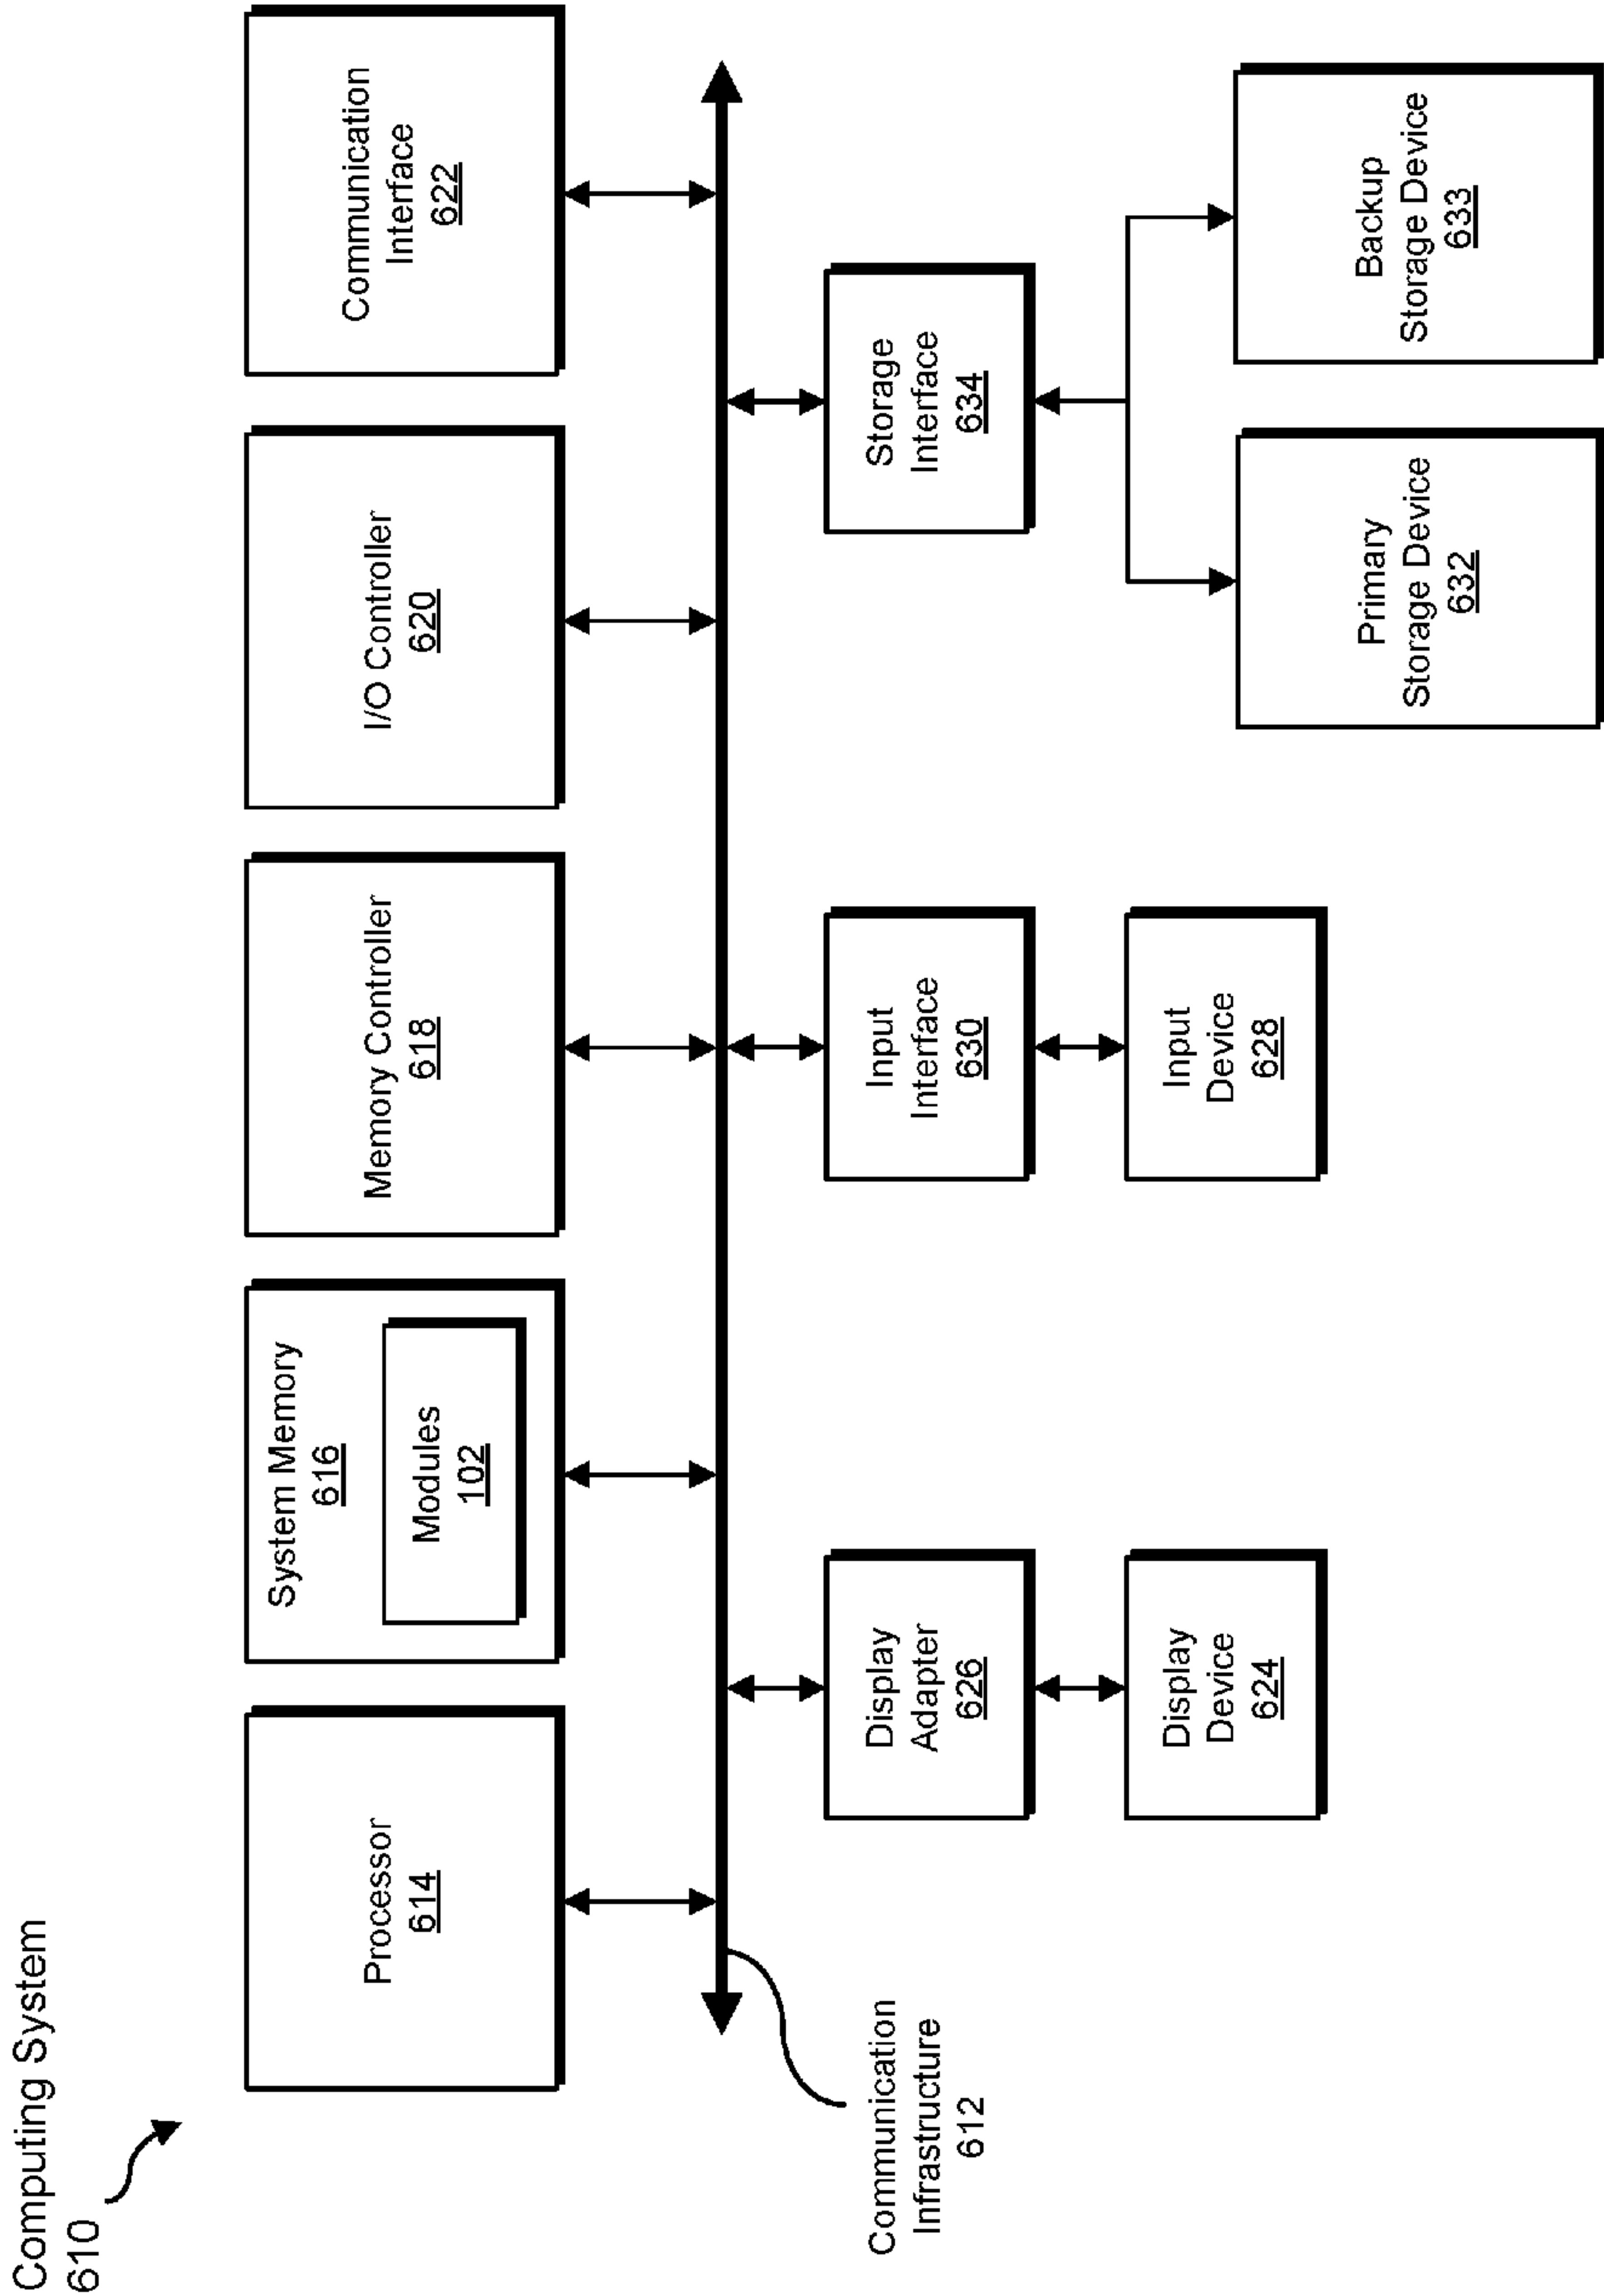 Computing System
610
Processor
614
System Memory
616
Modules
102
Memory Controller
618
I/O Controller
620
Communication
Interface
622
Communication
Infrastructure
612
Display
Adapter
626
Input
Interface
630
Storage
Interface
634
Display
Device
624
Input
Device
628
Primary
Storage Device
632
Backup
Storage Device
633